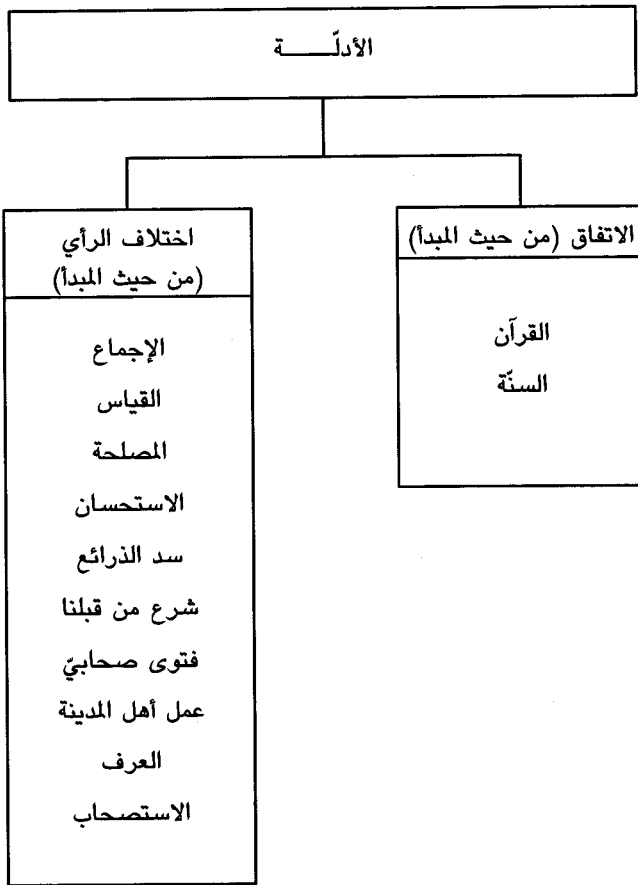 الأدلّــــــة
الاتفاق (من حيث المبدأ)
القرآن
السنّة
اختلاف الرأي
(من حيث المبدأ)
الإجماع
القياس
المصلحة
الاستحسان
سد الذرائع
شرع من قبلنا
فتوى صحابيّ
عمل أهل المدينة
العرف
الاستصحاب